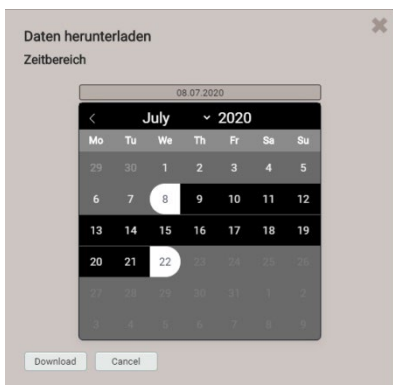 Daten herunterladen
Zeitbereich
08.07.2020
July 2020
Mo Tu We Th Fr Sa Su
29 30 1 2 3 4 5
6 7 8 9 10 11 12
13 14 15 16 17 18 19
20 21 22 23 24 25 26
27 28 29 30 31 1 2
3 4 5 6 7 8 9
Download Cancel